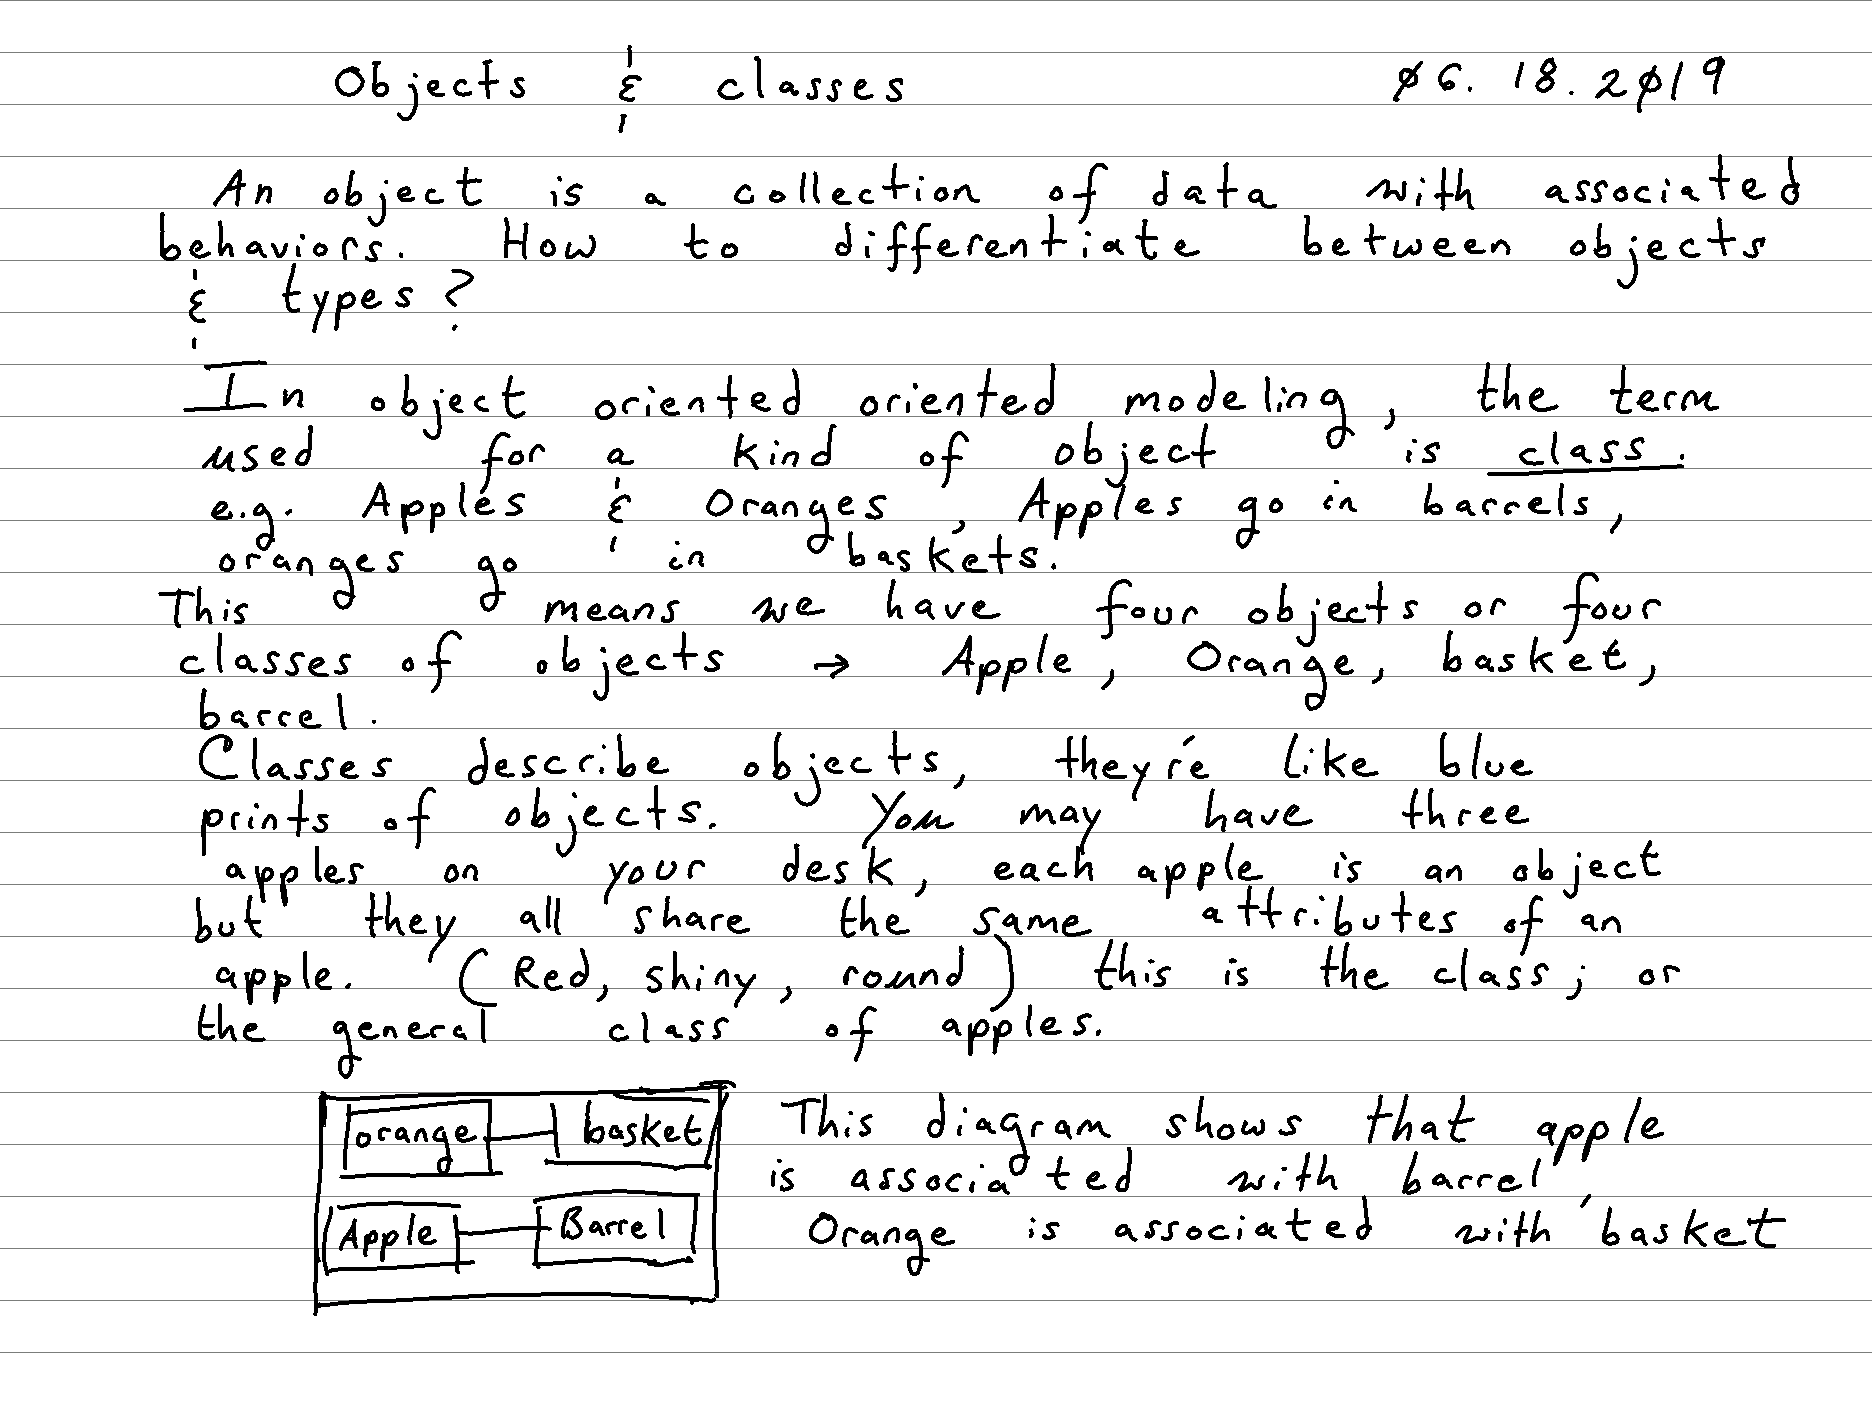 Objects & classes 06.18.2019
An object is a collection of data with associated
behaviors. How to differentiate between objects
& types?
In object oriented oriented modeling, the term
used for a kind of object is class.
e.g. Apples & Oranges, Apples go in barrels,
oranges go in baskets.
This means we have four objects or four
classes of objects → Apple, Orange, basket,
barrel.
Classes describe objects, they're like blue
prints of objects. You may have three
apples on your desk, each apple is an object
but they all share the same attributes of an
apple. (Red, shiny, round) this is the class; or
the general class of apples.
orange basket
Apple Barrel
This diagram shows that apple
is associated with barrel,
Orange is associated with basket